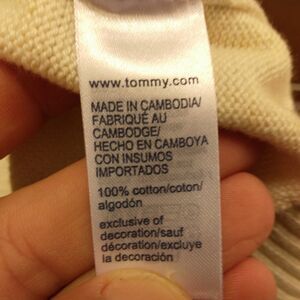 www.tommy.com
MADE IN CAMBODIA/
FABRIQUÉ AU
CAMBODGE/
HECHO EN CAMBOYA
CON INSUMOS
IMPORTADOS
100% cotton/coton/
algodón
exclusive of
decoration/sauf
décoration/excluye
la decoración